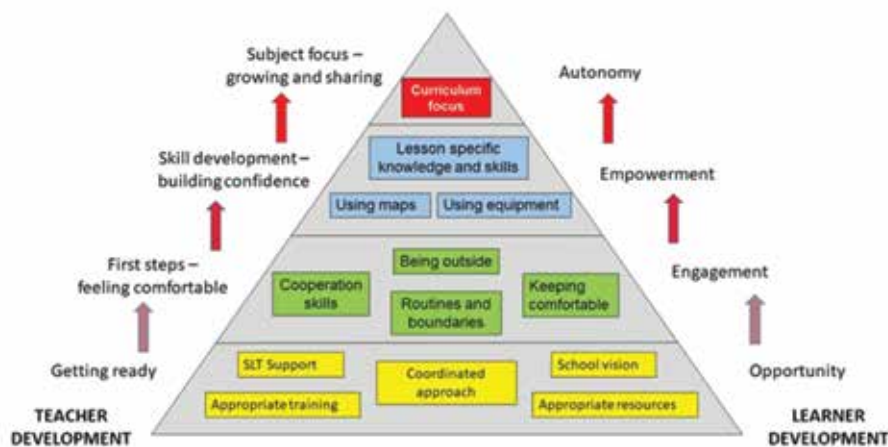 Subject focus –
growing and sharing
Autonomy
Curriculum
focus
Skill development –
building confidence
Lesson specific
knowledge and skills
Empowerment
Using maps
Using equipment
First steps –
feeling comfortable
Being outside
Engagement
Cooperation
skills
Routines and
boundaries
Keeping
comfortable
Getting ready
SLT Support
Coordinated
approach
School vision
Opportunity
Appropriate training
Appropriate resources
TEACHER
DEVELOPMENT
LEARNER
DEVELOPMENT